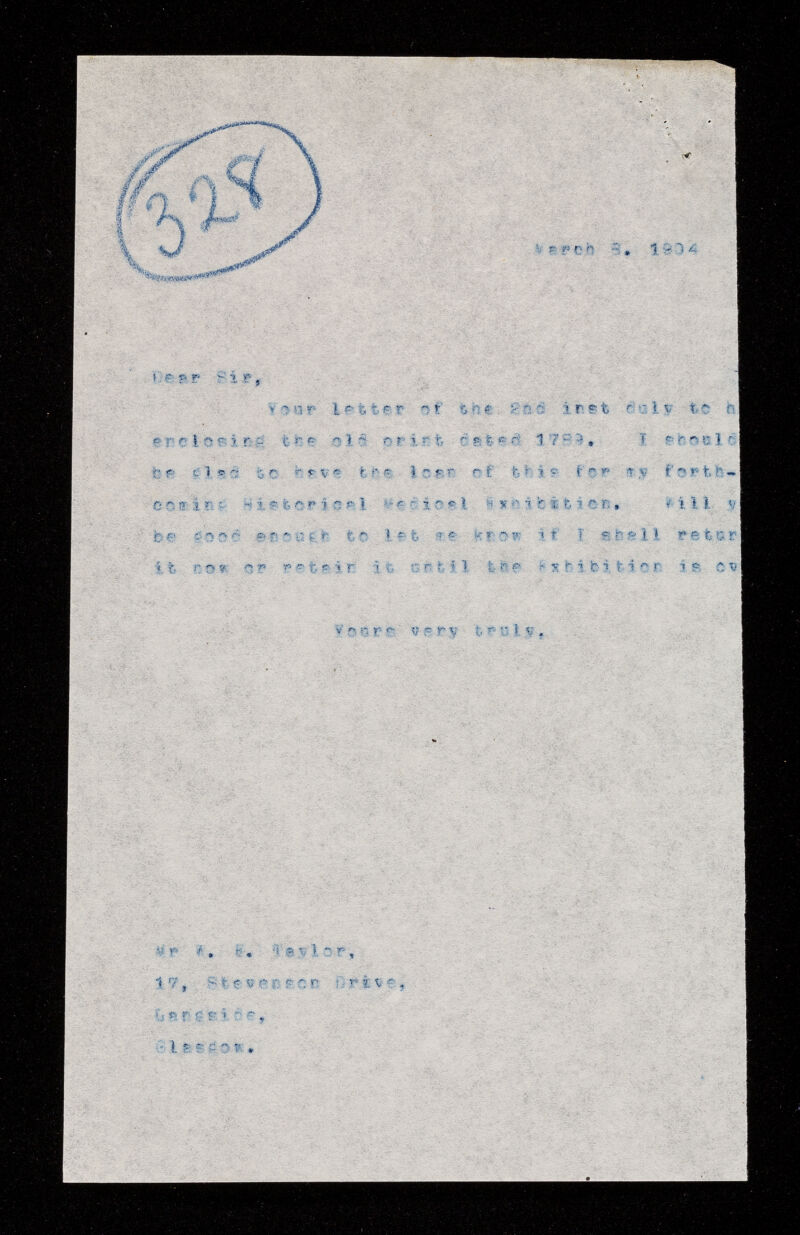 328
March 8. 1904
Dear Sir,
Your letter of the 2nd inst duly to h
enclosing the old print dated 1789. I should
be glad to have the loan of this for my forth-
coming Historical Medical Exhibition. Will y
be good enough to let me know if I shall retur
it now or retain it until the Exhibition is ov
Yours very truly,
Mr Taylor,
17, Stevenson Drive,
Langside,
Glasgow.